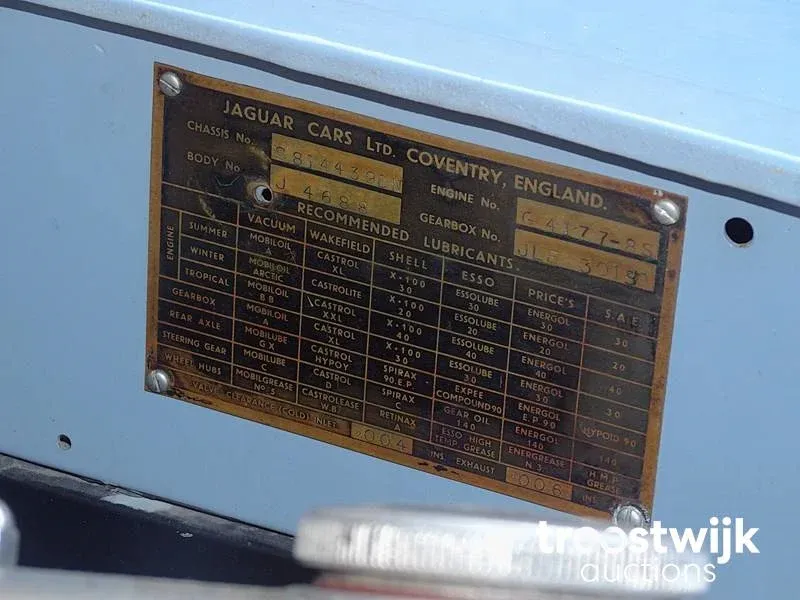 JAGUAR CARS LTD. COVENTRY, ENGLAND.
CHASSIS No.
ENGINE No. G 4177-8S
BODY No. J 4688
GEARBOX No.
RECOMMENDED LUBRICANTS.
VACUUM WAKEFIELD SHELL ESSO PRICE'S S.A.E
ENGINE
SUMMER MOBILOIL A CASTROL XL X-100 30 ESSOLUBE 30 ENERGOL 30 30
WINTER MOBILOIL ARCTIC CASTROLITE X-100 20 ESSOLUBE 20 ENERGOL 20 20
TROPICAL MOBILOIL BB CASTROL XXL X-100 40 ESSOLUBE 40 ENERGOL 40 40
GEARBOX MOBILOIL A CASTROL XL X-100 30 ESSOLUBE 30 ENERGOL 30 30
REAR AXLE MOBILUBE GX CASTROL HYPOY SPIRAX 90.E.P. EXPEE COMPOUND 90 ENERGOL E.P. 90 HYPOID 90
STEERING GEAR MOBILUBE C CASTROL D SPIRAX C GEAR OIL 140 ENERGOL 140 140
WHEEL HUBS MOBILGREASE No 5 CASTROLEASE W.B. RETINAX A ESSO HIGH TEMP. GREASE ENERGREASE N.3 H.M.P. GREASE
VALVE CLEARANCE (COLD) INLET .004 INS. EXHAUST .006 INS.
troostwijk
auctions